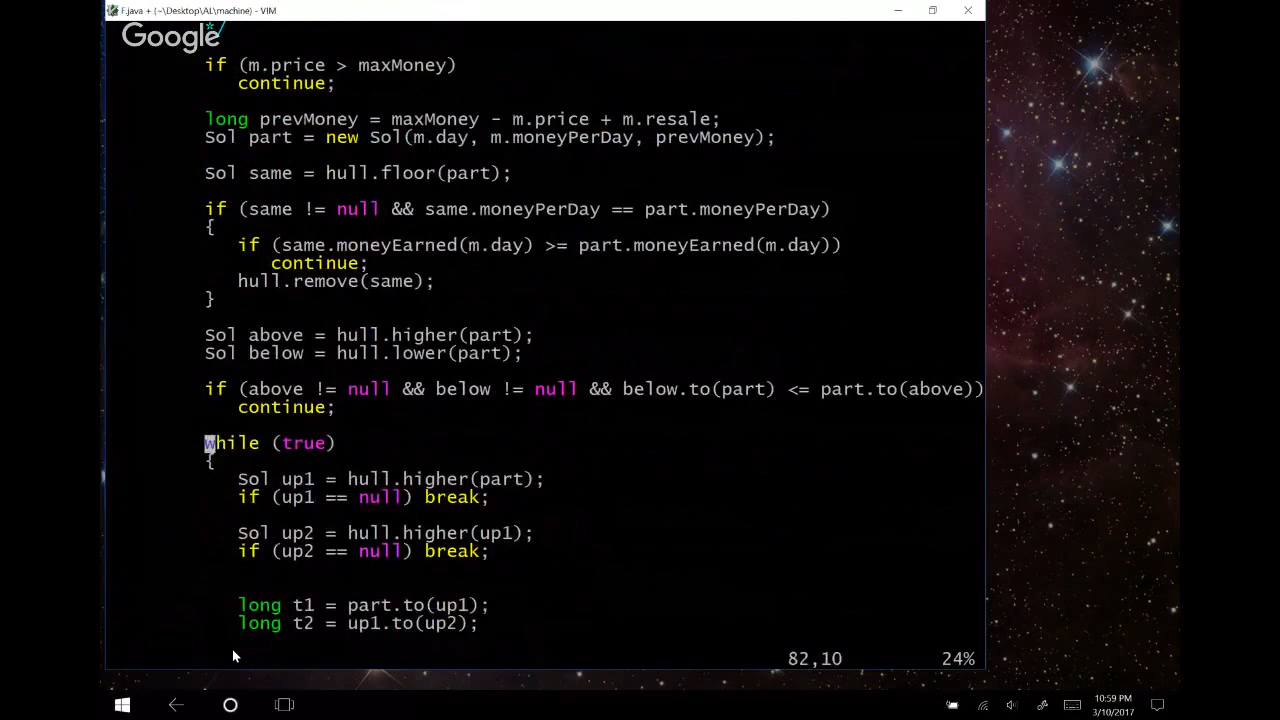 F.java + (~\Desktop\AL\machine) - VIM
Google
if (m.price > maxMoney)
continue;
long prevMoney = maxMoney - m.price + m.resale;
Sol part = new Sol(m.day, m.moneyPerDay, prevMoney);
Sol same = hull.floor(part);
if (same != null && same.moneyPerDay == part.moneyPerDay)
{
if (same.moneyEarned(m.day) >= part.moneyEarned(m.day))
continue;
hull.remove(same);
}
Sol above = hull.higher(part);
Sol below = hull.lower(part);
if (above != null && below != null && below.to(part) <= part.to(above))
continue;
while (true)
{
Sol up1 = hull.higher(part);
if (up1 == null) break;
Sol up2 = hull.higher(up1);
if (up2 == null) break;
long t1 = part.to(up1);
long t2 = up1.to(up2);
82,10 24%
10:59 PM
3/10/2017